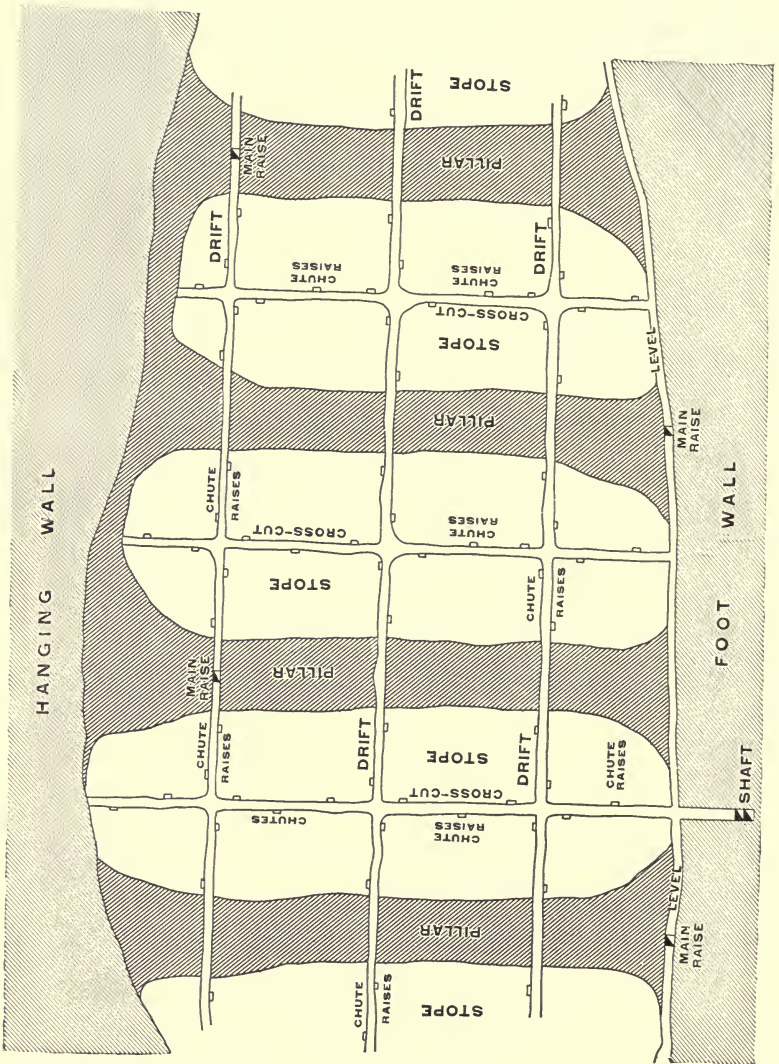 HANGING WALL
STOPE
DRIFT
MAIN
RAISE
PILLAR
DRIFT
CHUTE
RAISES
CHUTE
RAISES
DRIFT
CROSS-CUT
STOPE
LEVEL
PILLAR
MAIN
RAISE
CHUTE
RAISES
CROSS-CUT
CHUTE
RAISES
STOPE
CHUTE
RAISES
FOOT WALL
MAIN
RAISE
PILLAR
CHUTE
RAISES
DRIFT
STOPE
DRIFT
CHUTE
RAISES
CROSS-CUT
SHAFT
CHUTES
CHUTE
RAISES
LEVEL
PILLAR
MAIN
RAISE
CHUTE
RAISES
STOPE